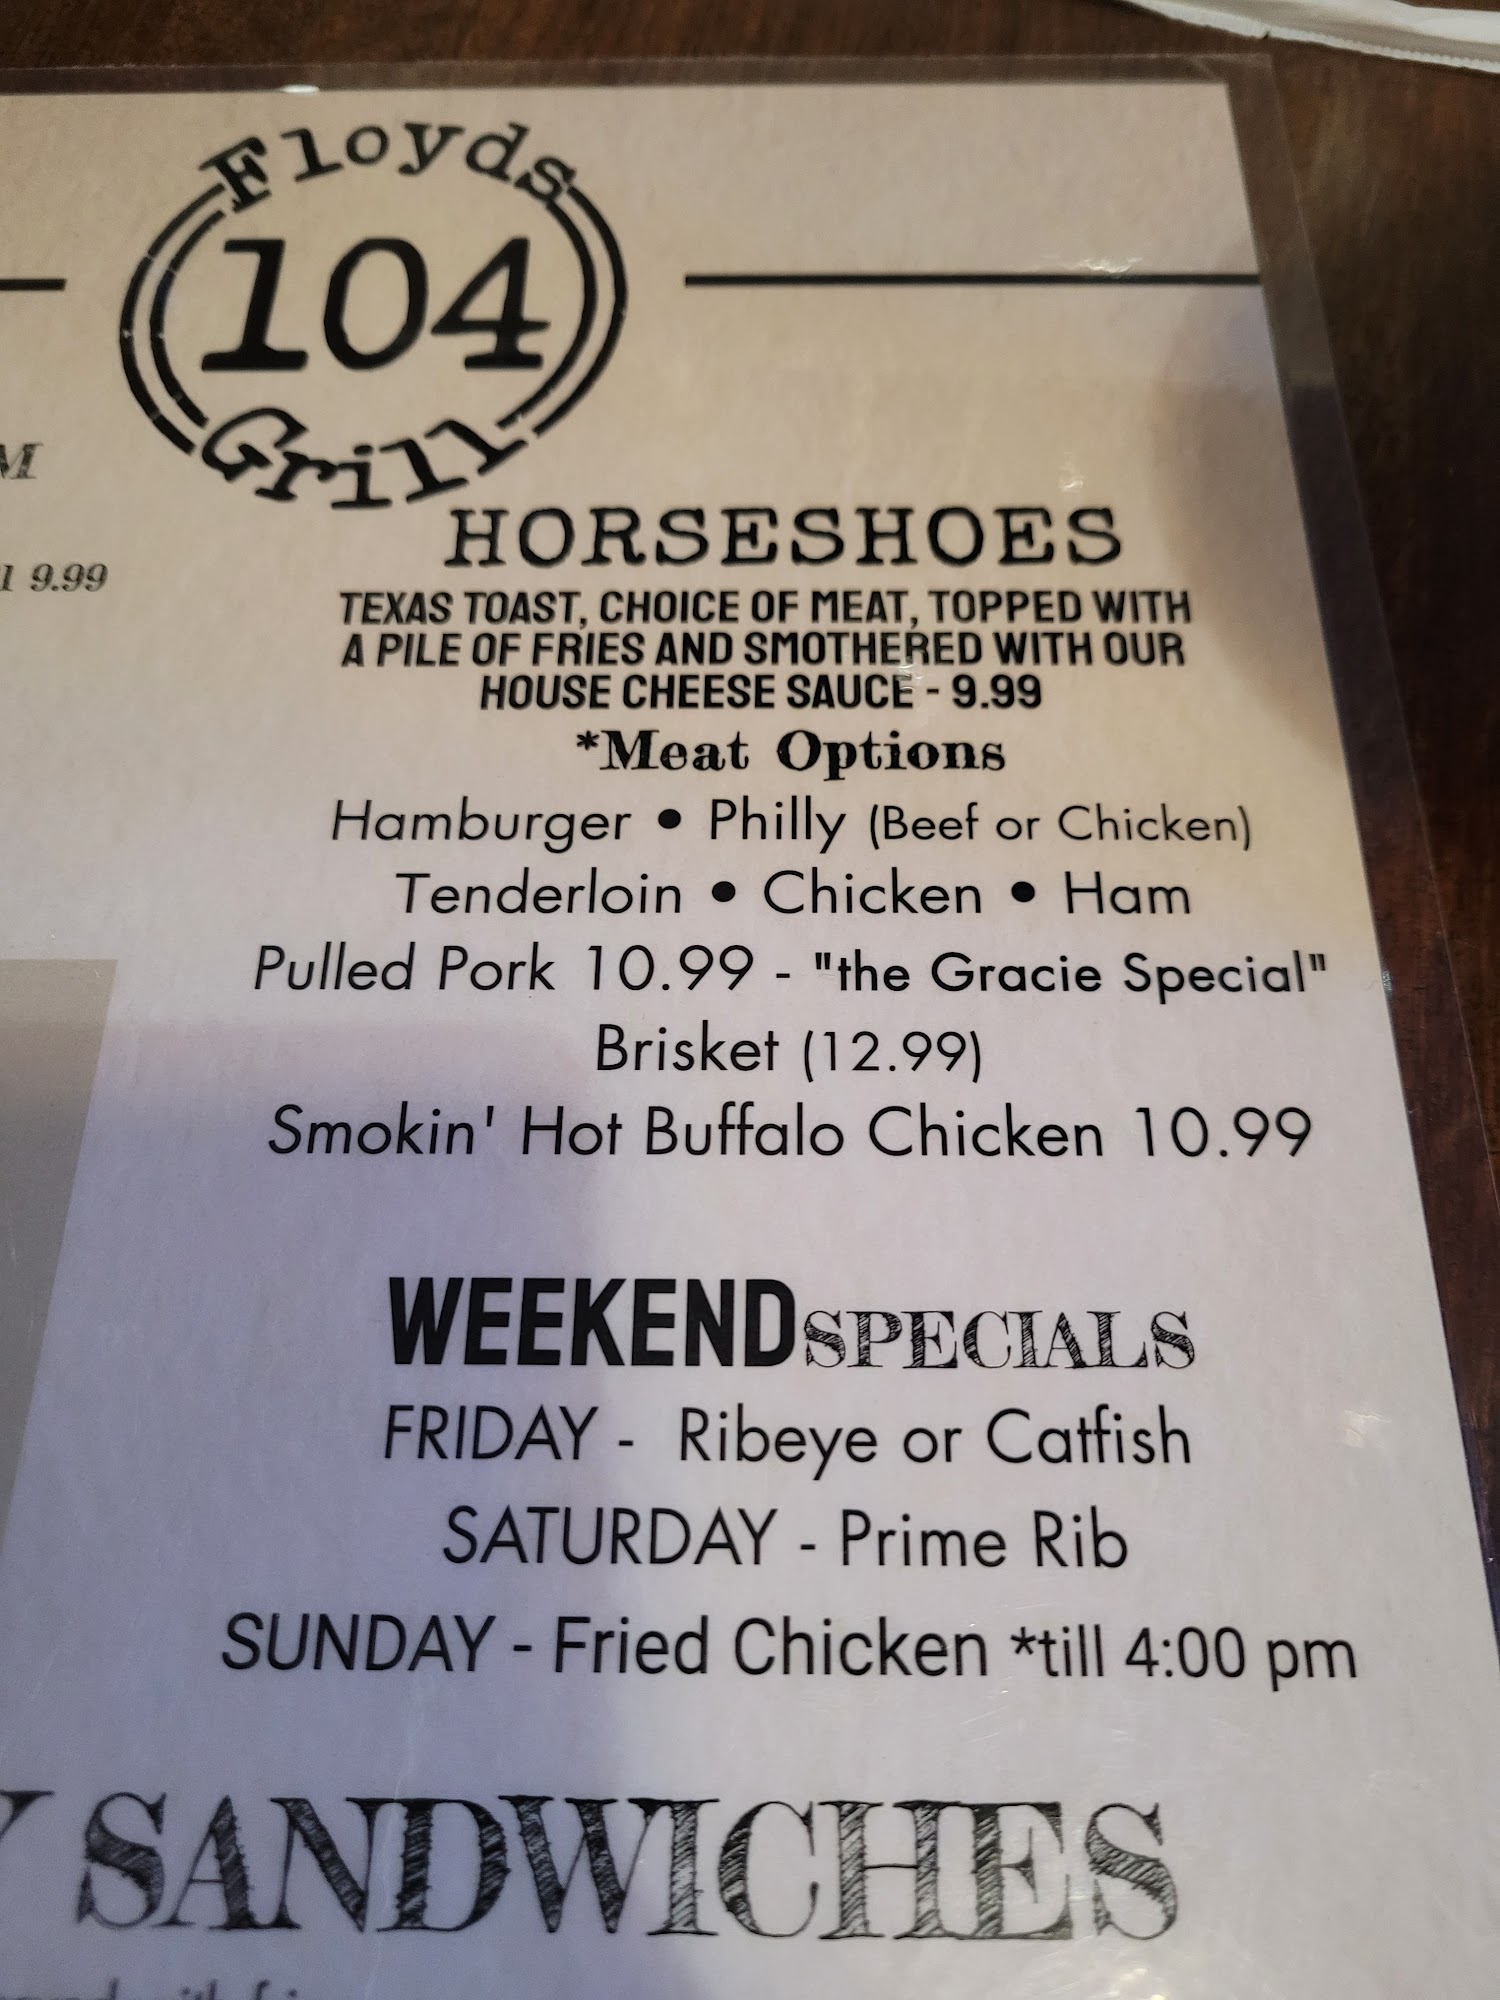 Floyds
104
Grill
M
9.99
HORSESHOES
TEXAS TOAST, CHOICE OF MEAT, TOPPED WITH
A PILE OF FRIES AND SMOTHERED WITH OUR
HOUSE CHEESE SAUCE - 9.99
*Meat Options
Hamburger • Philly (Beef or Chicken)
Tenderloin • Chicken • Ham
Pulled Pork 10.99 - "the Gracie Special"
Brisket (12.99)
Smokin' Hot Buffalo Chicken 10.99
WEEKEND SPECIALS
FRIDAY - Ribeye or Catfish
SATURDAY - Prime Rib
SUNDAY - Fried Chicken *till 4:00 pm
SANDWICHES